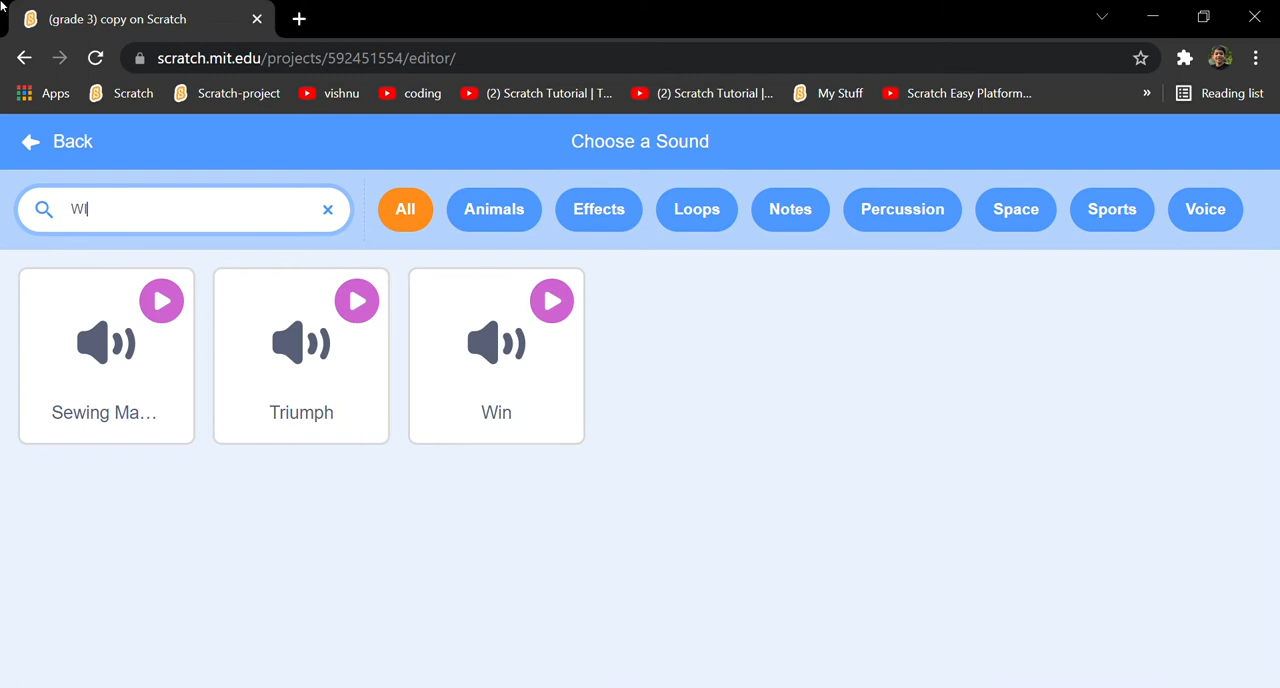 (grade 3) copy on Scratch
scratch.mit.edu/projects/592451554/editor/
Apps Scratch Scratch-project vishnu coding (2) Scratch Tutorial | T... (2) Scratch Tutorial |... My Stuff Scratch Easy Platform... » Reading list
Back Choose a Sound
WI All Animals Effects Loops Notes Percussion Space Sports Voice
Sewing Ma... Triumph Win